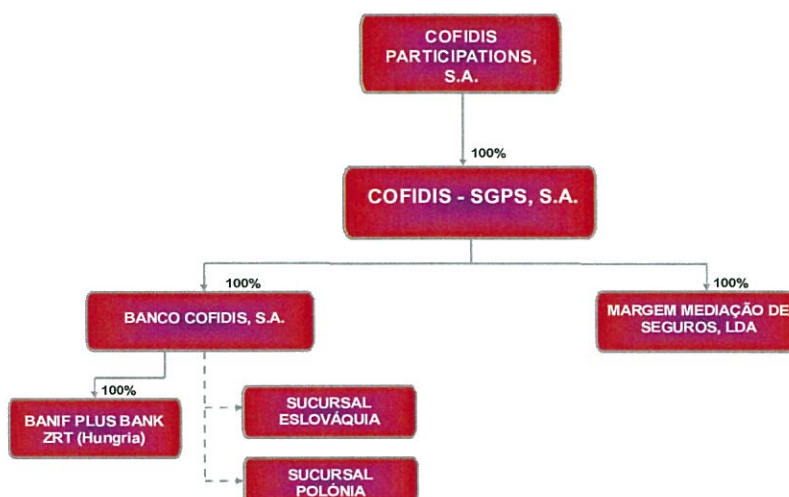 COFIDIS
PARTICIPATIONS,
S.A.
100%
COFIDIS - SGPS, S.A.
100%
100%
BANCO COFIDIS, S.A.
MARGEM MEDIAÇÃO DE
SEGUROS, LDA
100%
BANIF PLUS BANK
ZRT (Hungria)
SUCURSAL
ESLOVÁQUIA
SUCURSAL
POLÓNIA